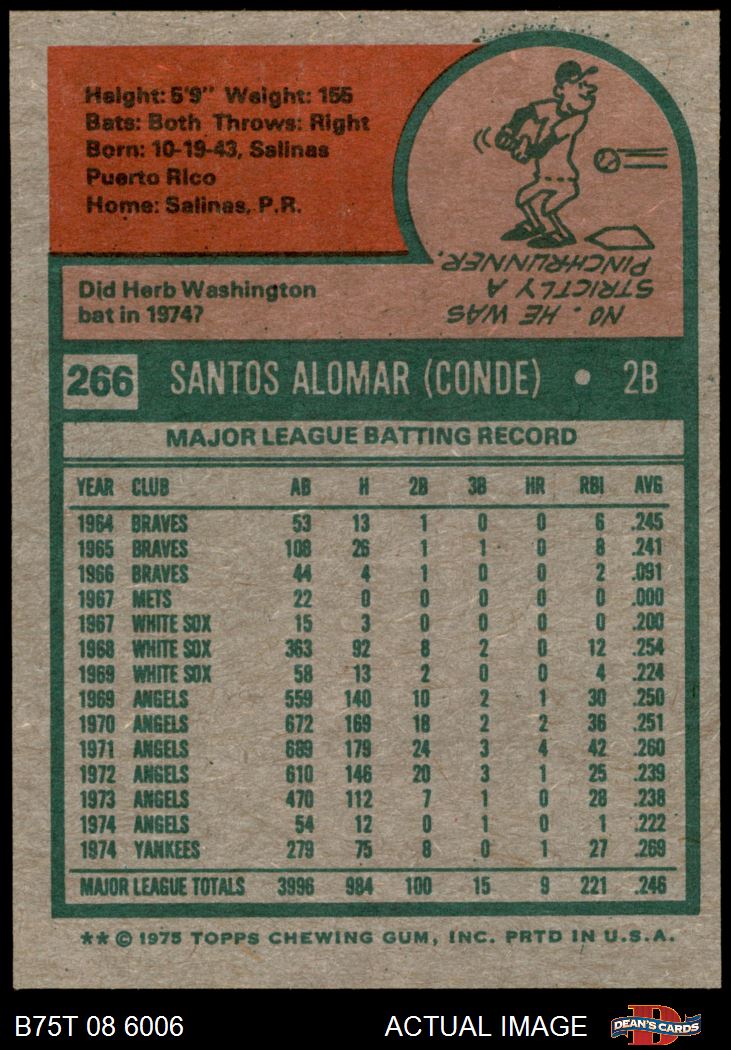 Height: 5'9" Weight: 155
Bats: Both Throws: Right
Born: 10-19-43, Salinas
Puerto Rico
Home: Salinas, P.R.
Did Herb Washington
bat in 1974?
NO. HE WAS
STRICTLY A
PINCHRUNNER.
266 SANTOS ALOMAR (CONDE) • 2B
MAJOR LEAGUE BATTING RECORD
YEAR CLUB AB H 2B 3B HR RBI AVG
1964 BRAVES 53 13 1 0 0 6 .245
1965 BRAVES 108 26 1 1 0 8 .241
1966 BRAVES 44 4 1 0 0 2 .091
1967 METS 22 0 0 0 0 0 .000
1967 WHITE SOX 15 3 0 0 0 0 .200
1968 WHITE SOX 363 92 8 2 0 12 .254
1969 WHITE SOX 58 13 2 0 0 4 .224
1969 ANGELS 559 140 10 2 1 30 .250
1970 ANGELS 672 169 18 2 2 36 .251
1971 ANGELS 689 179 24 3 4 42 .260
1972 ANGELS 610 146 20 3 1 25 .239
1973 ANGELS 470 112 7 1 0 28 .238
1974 ANGELS 54 12 0 1 0 1 .222
1974 YANKEES 279 75 8 0 1 27 .269
MAJOR LEAGUE TOTALS 3996 984 100 15 9 221 .246
** © 1975 TOPPS CHEWING GUM, INC. PRTD IN U.S.A.
B75T 08 6006 ACTUAL IMAGE
D
DEAN'S CARDS